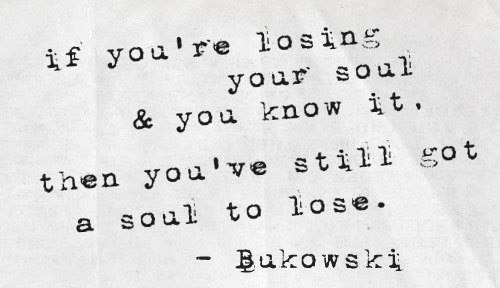 if you're losing
your soul
& you know it,
then you've still got
a soul to lose.
- Bukowski